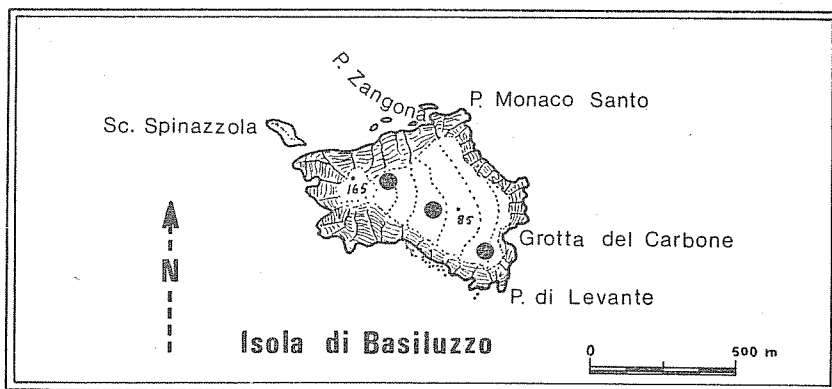 P. Zangona
P. Monaco Santo
Sc. Spinazzola
165
85
Grotta del Carbone
N
P. di Levante
Isola di Basiluzzo
0 500 m